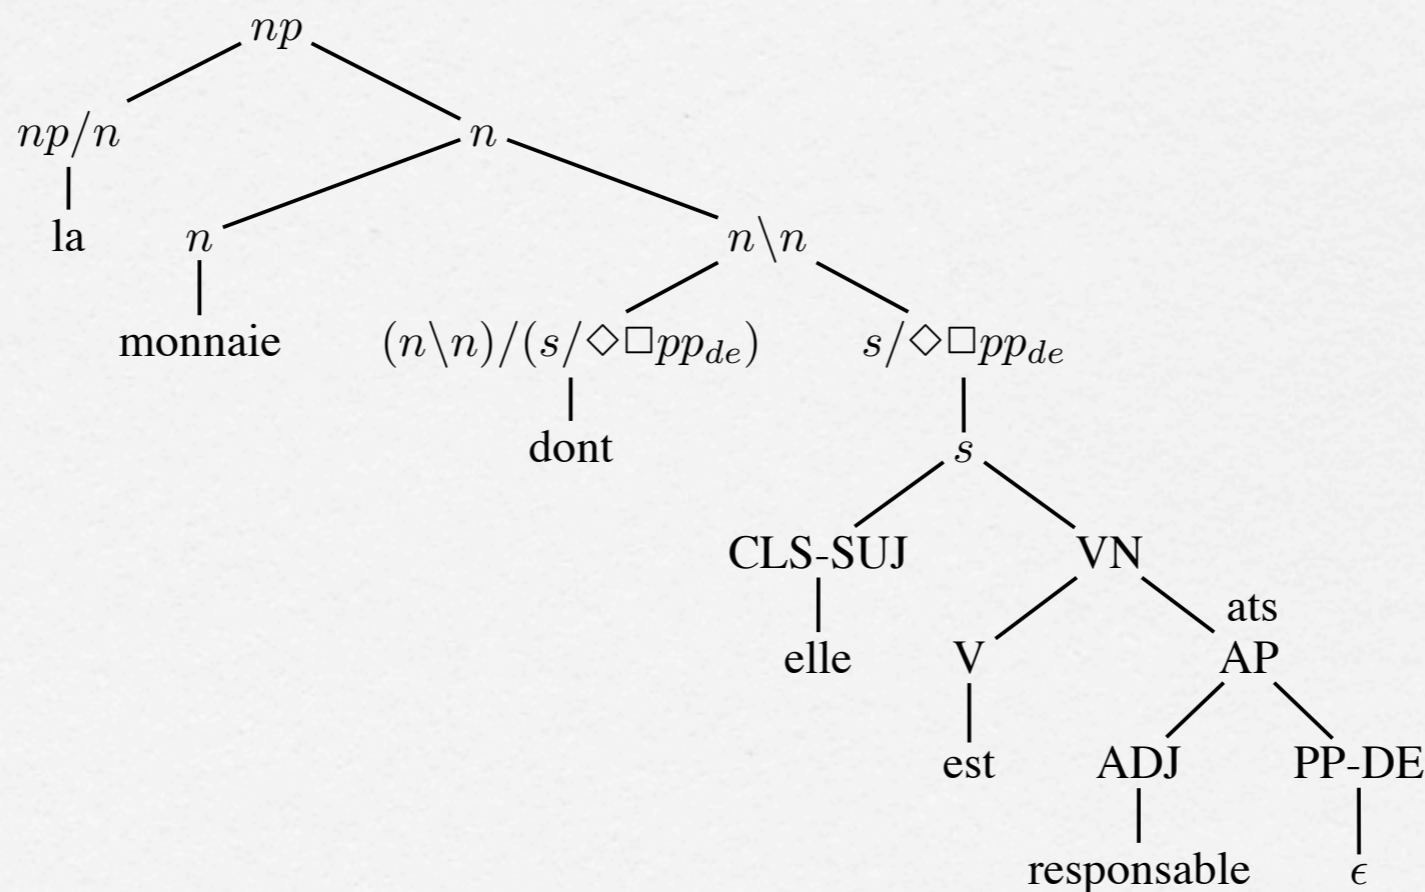 np
np/n n
la n n\n
monnaie (n\n)/(s/◇□pp_de) s/◇□pp_de
dont s
CLS-SUJ VN
ats
elle V AP
est ADJ PP-DE
responsable ϵ